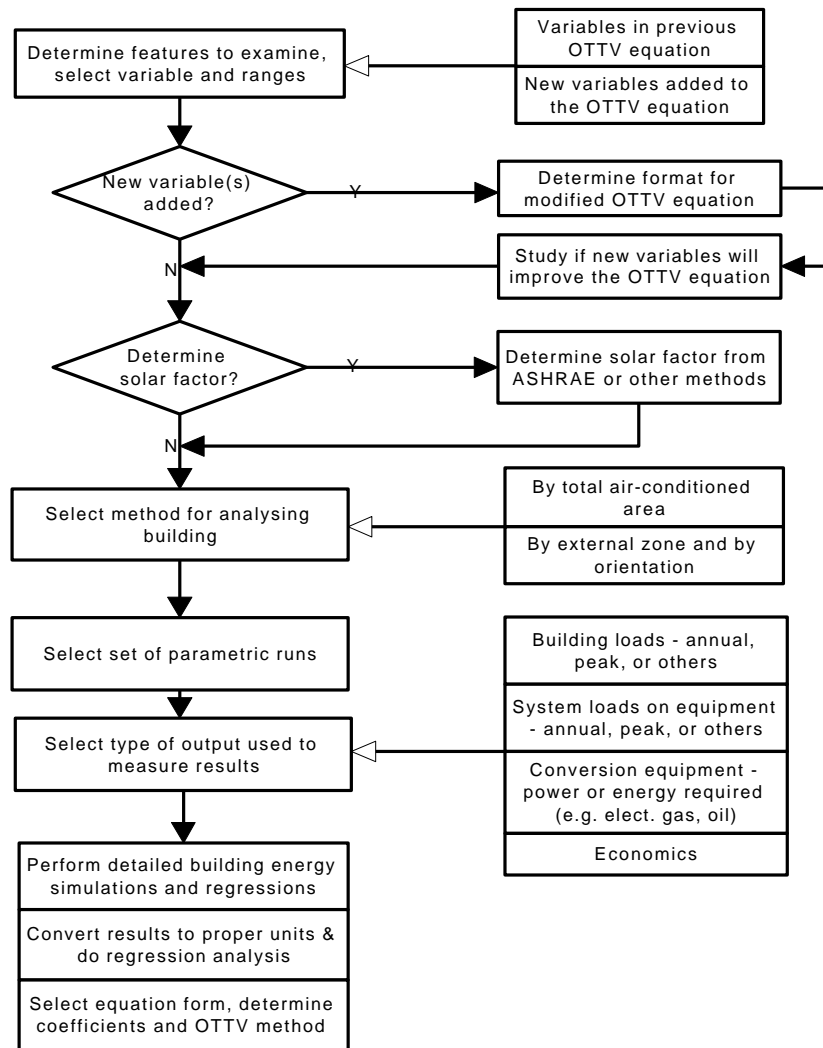 Determine features to examine,
select variable and ranges
Variables in previous
OTTV equation
New variables added to
the OTTV equation
New variable(s)
added?
Y
Determine format for
modified OTTV equation
N
Study if new variables will
improve the OTTV equation
Determine
solar factor?
Y
Determine solar factor from
ASHRAE or other methods
N
Select method for analysing
building
By total air-conditioned
area
By external zone and by
orientation
Select set of parametric runs
Building loads - annual,
peak, or others
System loads on equipment
- annual, peak, or others
Select type of output used to
measure results
Conversion equipment -
power or energy required
(e.g. elect. gas, oil)
Economics
Perform detailed building energy
simulations and regressions
Convert results to proper units &
do regression analysis
Select equation form, determine
coefficients and OTTV method